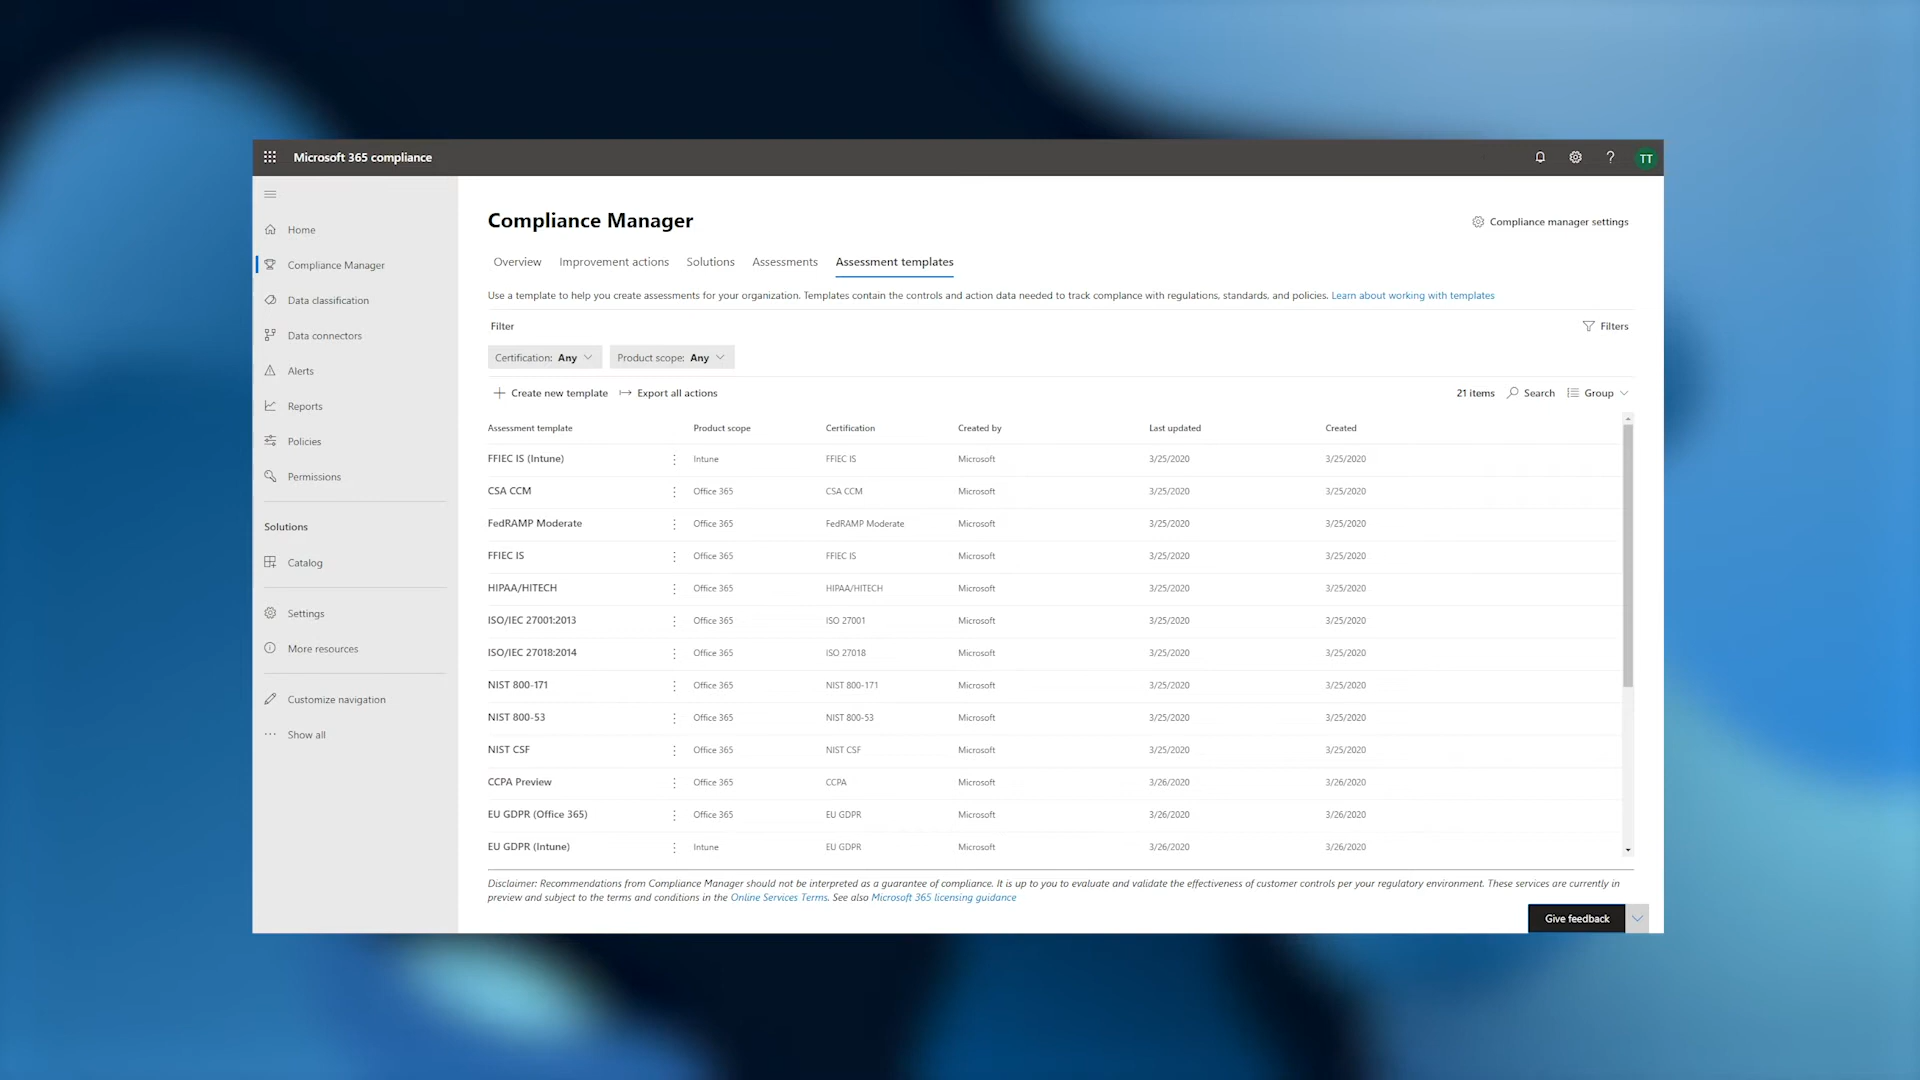 Microsoft 365 compliance
? TT
Home
Compliance Manager
Data classification
Data connectors
Alerts
Reports
Policies
Permissions
Solutions
Catalog
Settings
More resources
Customize navigation
Show all
Compliance Manager
Compliance manager settings
Overview Improvement actions Solutions Assessments Assessment templates
Use a template to help you create assessments for your organization. Templates contain the controls and action data needed to track compliance with regulations, standards, and policies. Learn about working with templates
Filter Filters
Certification: Any Product scope: Any
Create new template Export all actions 21 items Search Group
Assessment template Product scope Certification Created by Last updated Created
FFIEC IS (Intune) Intune FFIEC IS Microsoft 3/25/2020 3/25/2020
CSA CCM Office 365 CSA CCM Microsoft 3/25/2020 3/25/2020
FedRAMP Moderate Office 365 FedRAMP Moderate Microsoft 3/25/2020 3/25/2020
FFIEC IS Office 365 FFIEC IS Microsoft 3/25/2020 3/25/2020
HIPAA/HITECH Office 365 HIPAA/HITECH Microsoft 3/25/2020 3/25/2020
ISO/IEC 27001:2013 Office 365 ISO 27001 Microsoft 3/25/2020 3/25/2020
ISO/IEC 27018:2014 Office 365 ISO 27018 Microsoft 3/25/2020 3/25/2020
NIST 800-171 Office 365 NIST 800-171 Microsoft 3/25/2020 3/25/2020
NIST 800-53 Office 365 NIST 800-53 Microsoft 3/25/2020 3/25/2020
NIST CSF Office 365 NIST CSF Microsoft 3/25/2020 3/25/2020
CCPA Preview Office 365 CCPA Microsoft 3/26/2020 3/26/2020
EU GDPR (Office 365) Office 365 EU GDPR Microsoft 3/26/2020 3/26/2020
EU GDPR (Intune) Intune EU GDPR Microsoft 3/26/2020 3/26/2020
Disclaimer: Recommendations from Compliance Manager should not be interpreted as a guarantee of compliance. It is up to you to evaluate and validate the effectiveness of customer controls per your regulatory environment. These services are currently in
preview and subject to the terms and conditions in the Online Services Terms. See also Microsoft 365 licensing guidance
Give feedback